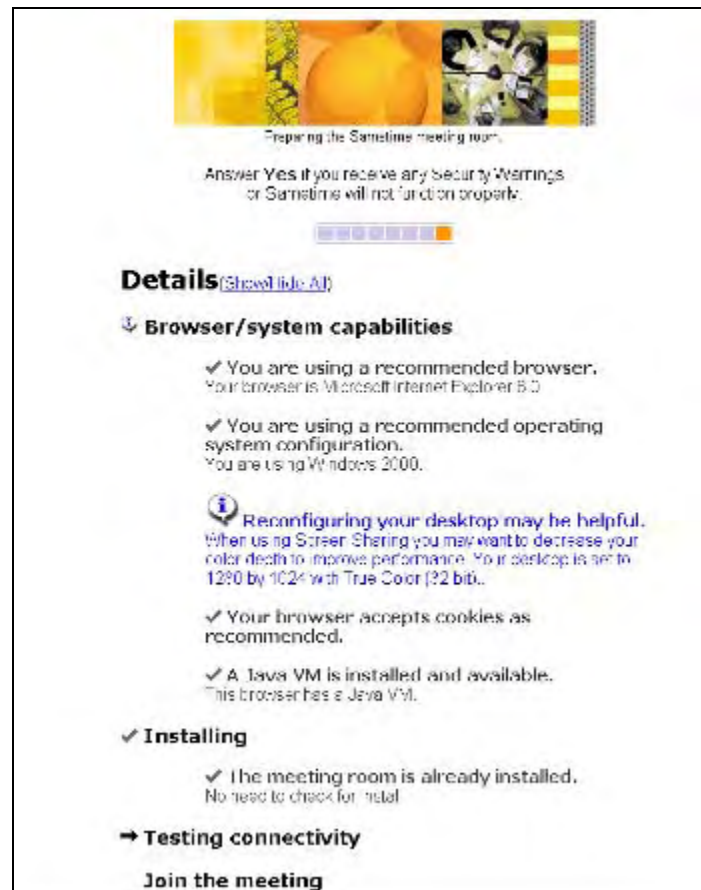 Preparing the Sametime meeting room.
Answer Yes if you receive any Security Warnings
or Sametime will not function properly.
Details(Show/Hide All)
Browser/system capabilities
You are using a recommended browser.
Your browser is Microsoft Internet Explorer 6.0
You are using a recommended operating
system configuration.
You are using Windows 2000.
Reconfiguring your desktop may be helpful.
When using Screen Sharing you may want to decrease your
color depth to improve performance. Your desktop is set to
1280 by 1024 with True Color (32 bit)..
Your browser accepts cookies as
recommended.
A Java VM is installed and available.
This browser has a Java VM.
Installing
The meeting room is already installed.
No need to check for install
Testing connectivity
Join the meeting